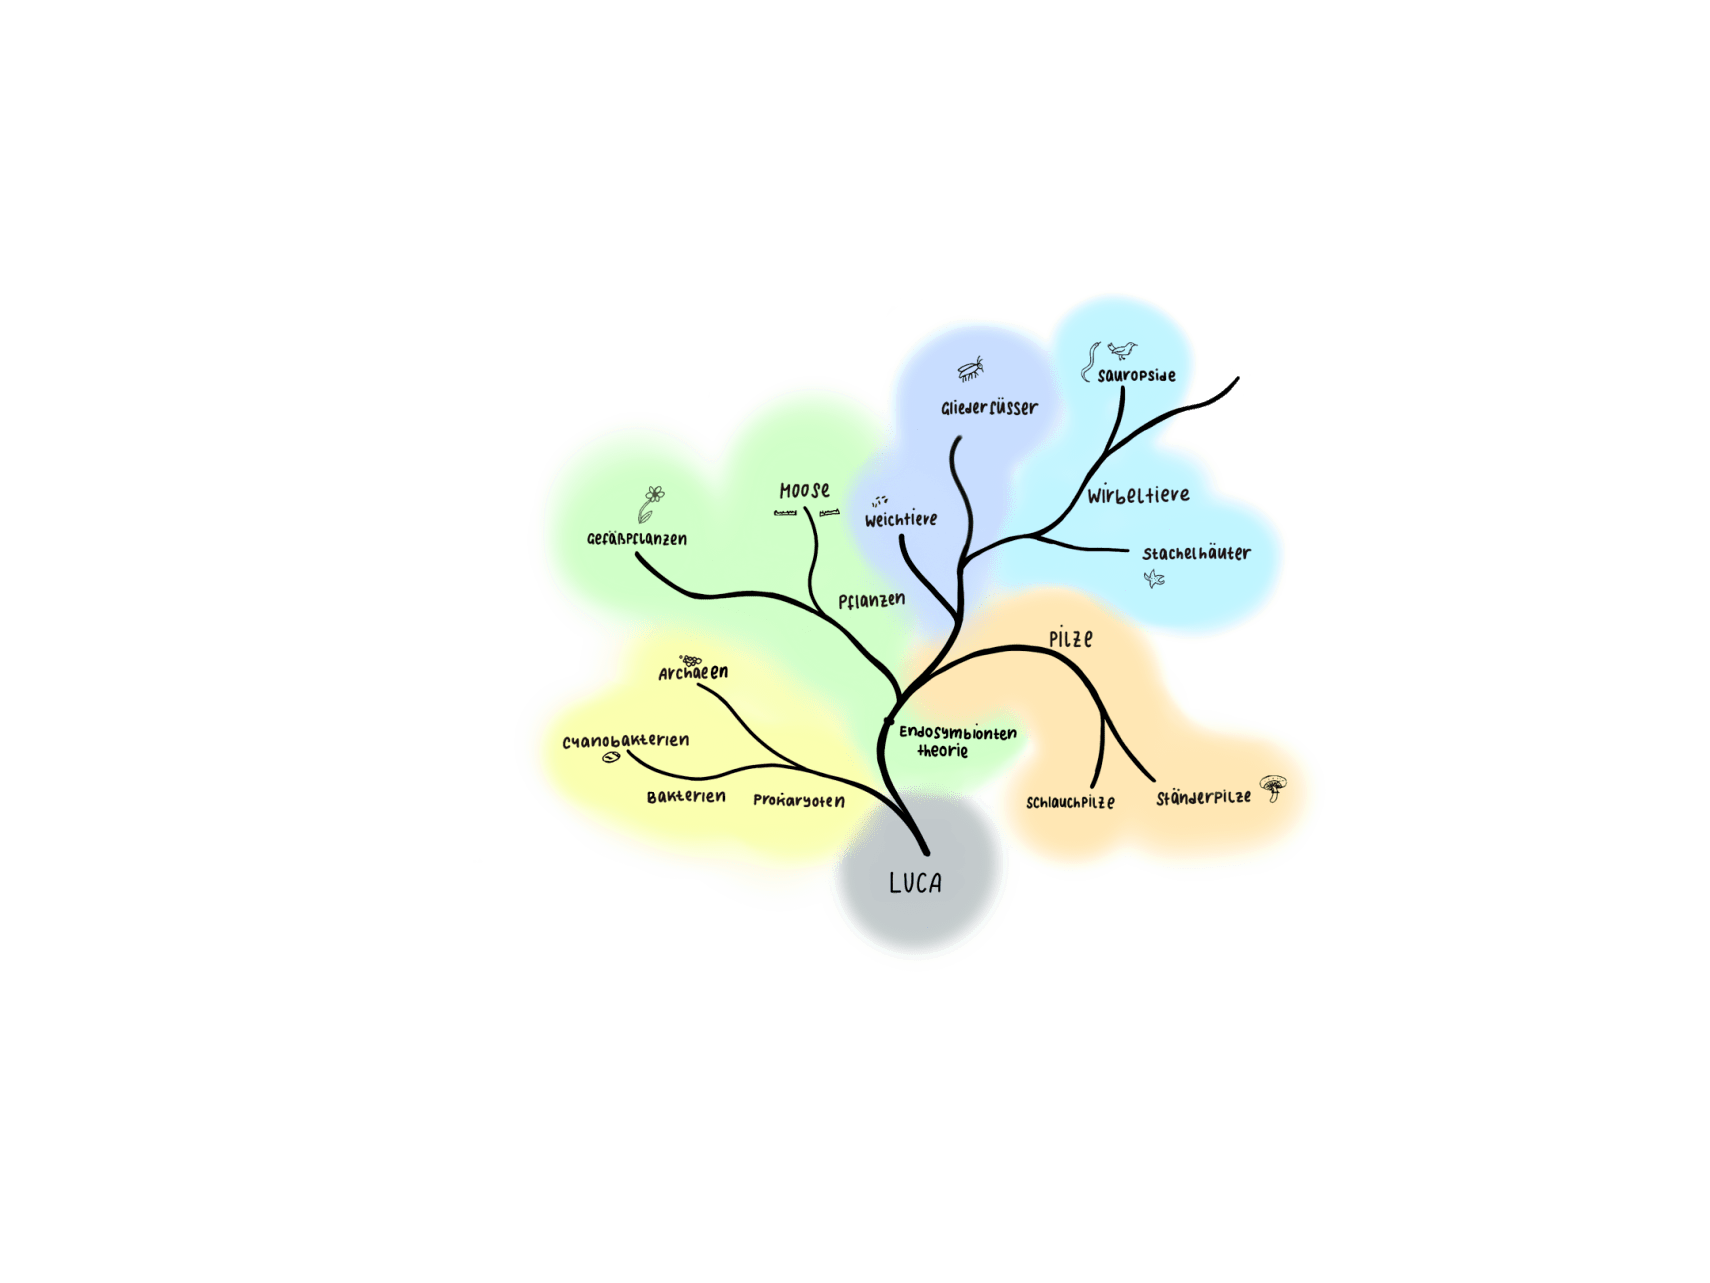 Sauropside
Gliederfüsser
Moose
Wirbeltiere
Weichtiere
Gefäßpflanzen
Stachelhäuter
Pflanzen
Pilze
Archaeen
Endosymbionten
theorie
Cyanobakterien
Bakterien
Prokaryoten
Schlauchpilze
Ständerpilze
LUCA